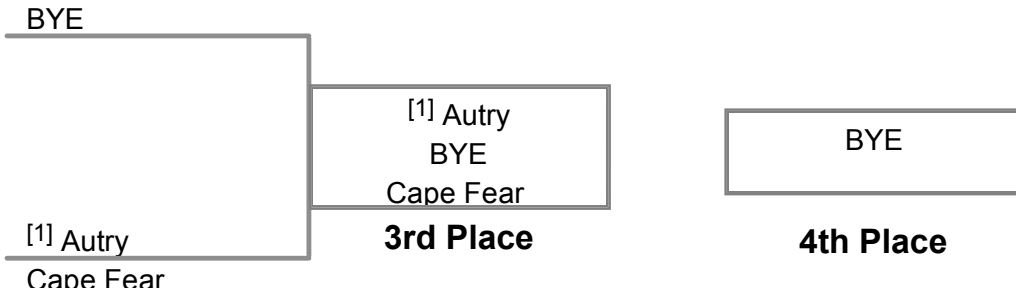 BYE
[1] Autry
BYE
Cape Fear
3rd Place
BYE
4th Place
[1] Autry
Cape Fear